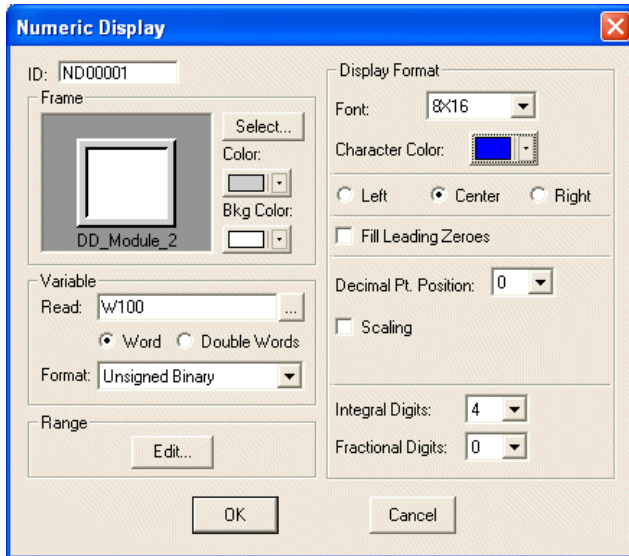 Numeric Display
ID: ND00001
Frame
DD_Module_2
Select...
Color:
Bkg Color:
Variable
Read: W100 ...
Word Double Words
Format: Unsigned Binary
Range
Edit...
Display Format
Font: 8X16
Character Color:
Left Center Right
Fill Leading Zeroes
Decimal Pt. Position: 0
Scaling
Integral Digits: 4
Fractional Digits: 0
OK Cancel